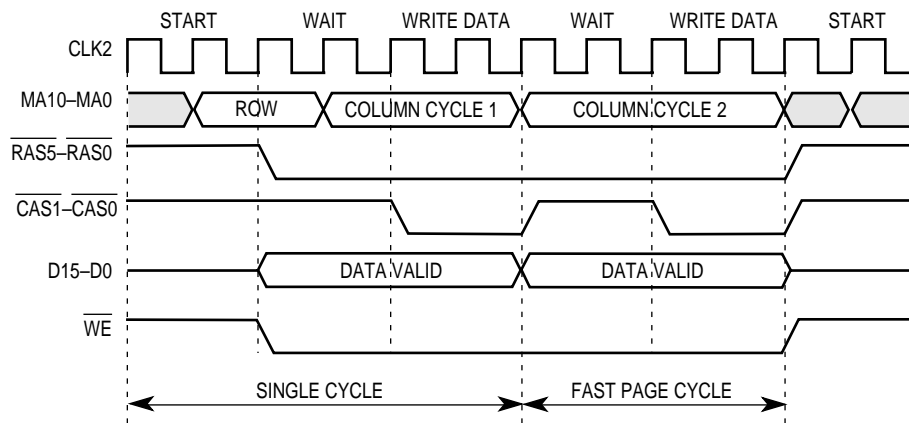 START WAIT WRITE DATA WAIT WRITE DATA START
CLK2
MA10–MA0 ROW COLUMN CYCLE 1 COLUMN CYCLE 2
RAS5–RAS0
CAS1–CAS0
D15–D0 DATA VALID DATA VALID
WE
SINGLE CYCLE FAST PAGE CYCLE